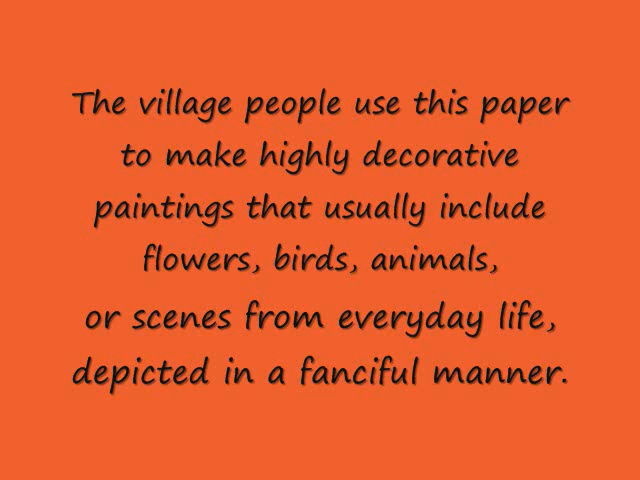 The village people use this paper
to make highly decorative
paintings that usually include
flowers, birds, animals,
or scenes from everyday life,
depicted in a fanciful manner.